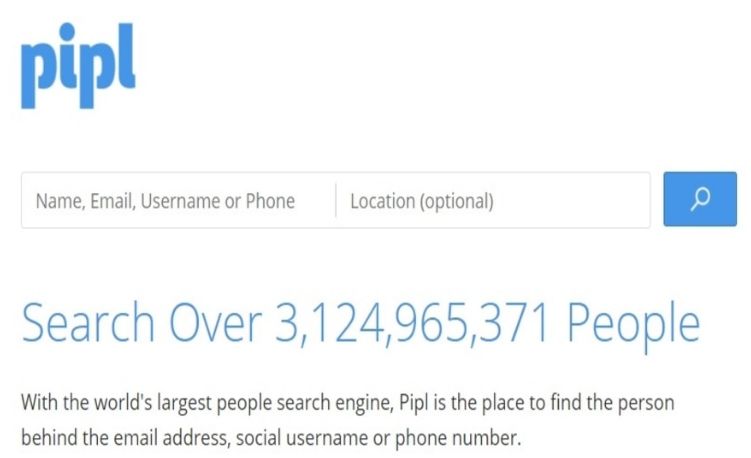 pipl
Name, Email, Username or Phone Location (optional)
Search Over 3,124,965,371 People
With the world's largest people search engine, Pipl is the place to find the person
behind the email address, social username or phone number.